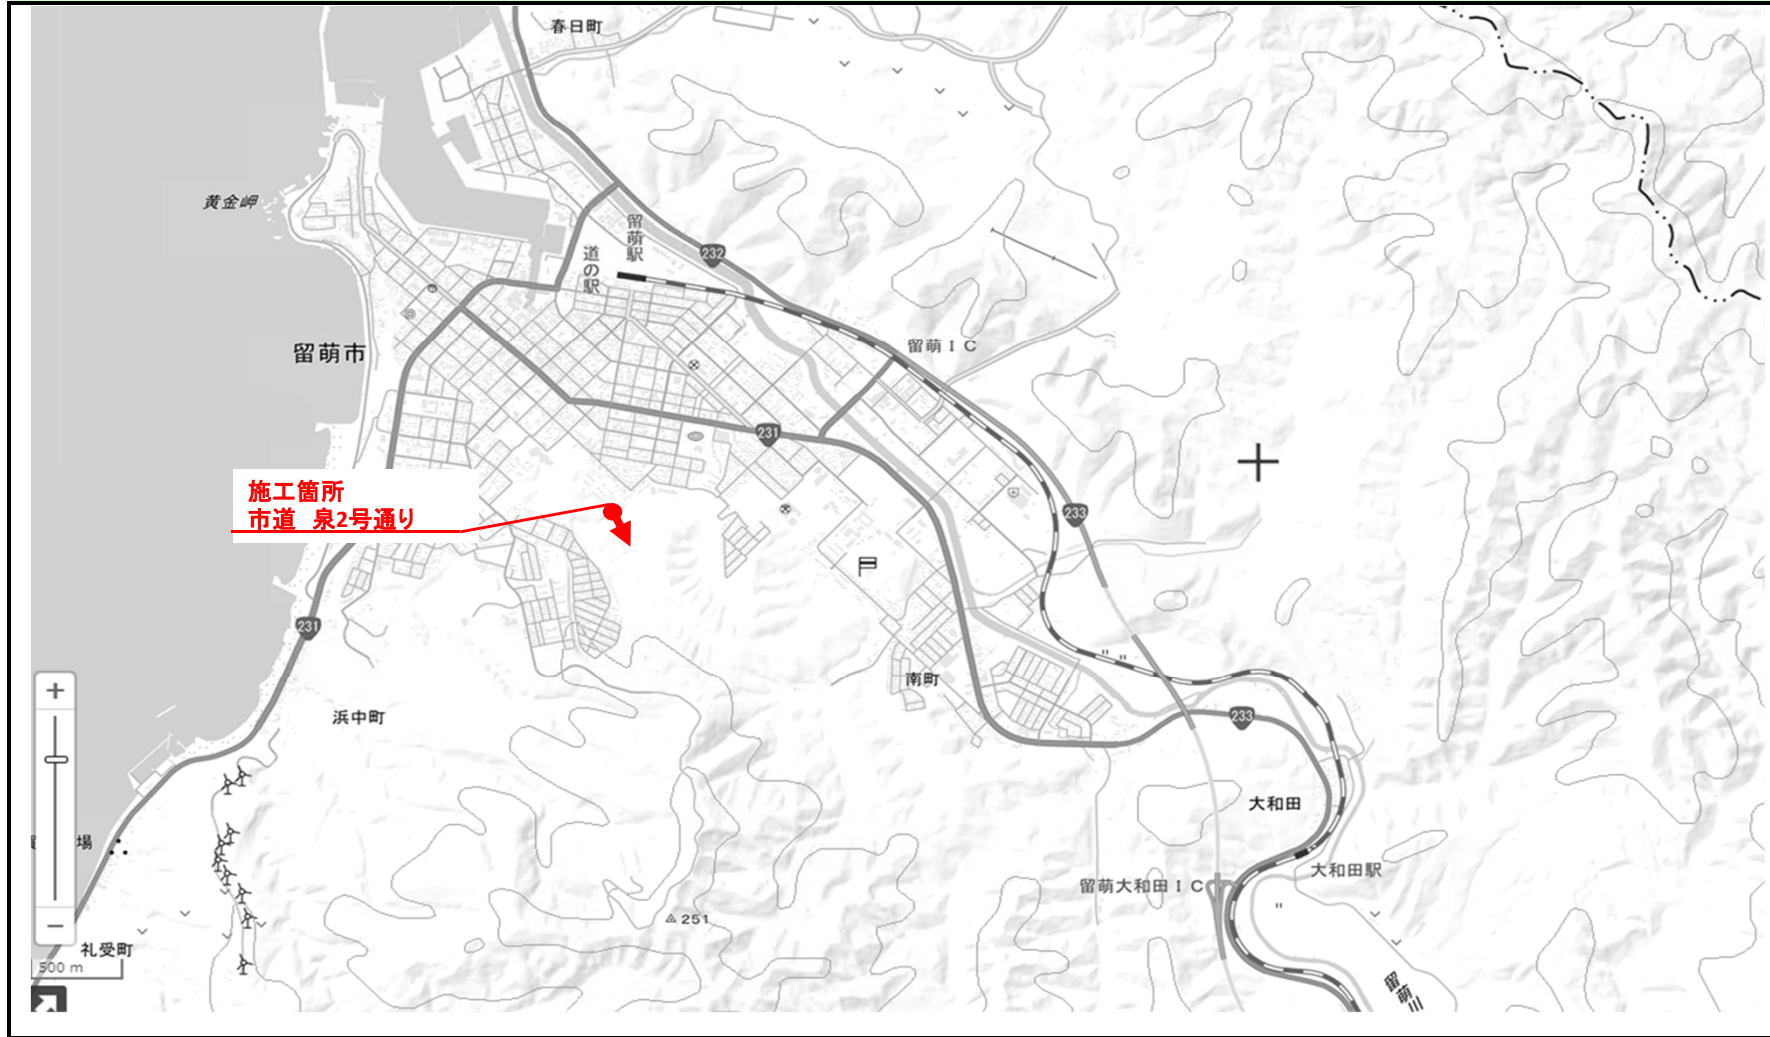 春日町
黄金岬
留萌駅
道の駅
232
留萌IC
留萌市
231
施工箇所
市道 泉2号通り
233
231
南町
浜中町
233
大和田
場
大和田駅
留萌大和田IC
251
礼受町
500 m
留萌川